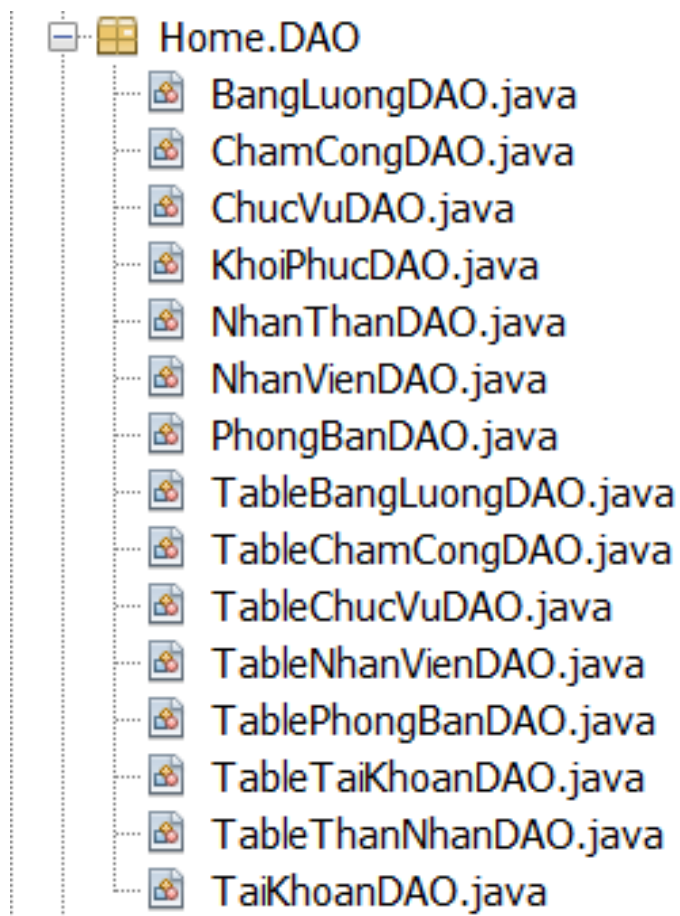 Home.DAO
BangLuongDAO.java
ChamCongDAO.java
ChucVuDAO.java
KhoiPhucDAO.java
NhanThanDAO.java
NhanVienDAO.java
PhongBanDAO.java
TableBangLuongDAO.java
TableChamCongDAO.java
TableChucVuDAO.java
TableNhanVienDAO.java
TablePhongBanDAO.java
TableTaiKhoanDAO.java
TableThanNhanDAO.java
TaiKhoanDAO.java